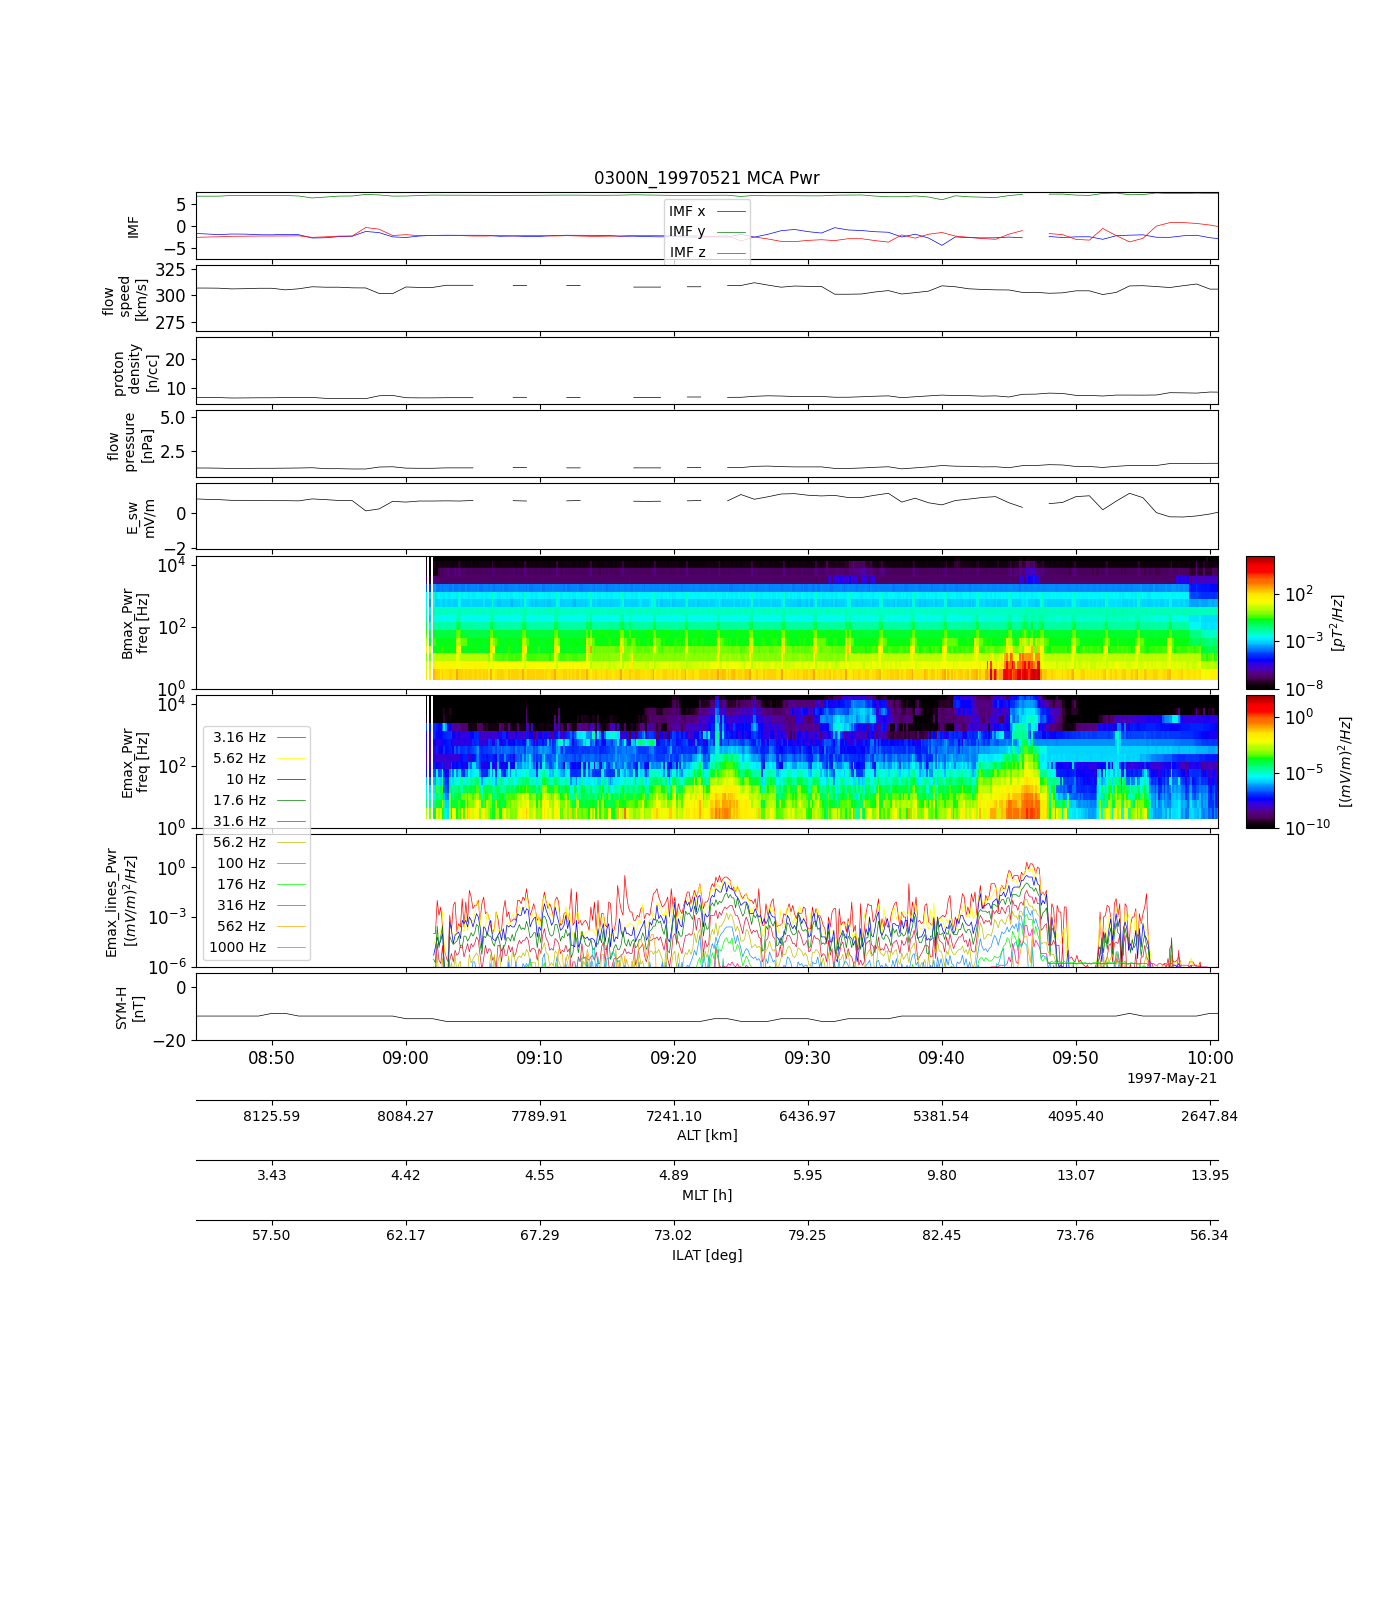 0300N_19970521 MCA Pwr
5
0
−5
IMF
IMF x
IMF y
IMF z
325
300
275
flow
speed
[km/s]
20
10
proton
density
[n/cc]
5.0
2.5
flow
pressure
[nPa]
0
−2
E_sw
mV/m
10^4
10^2
10^0
Bmax_Pwr
freq [Hz]
10^2
10^−3
10^−8
[pT^2/Hz]
10^4
10^2
10^0
Emax_Pwr
freq [Hz]
10^0
10^−5
10^−10
[(mV/m)^2/Hz]
3.16 Hz
5.62 Hz
10 Hz
17.6 Hz
31.6 Hz
56.2 Hz
100 Hz
176 Hz
316 Hz
562 Hz
1000 Hz
10^0
10^−3
10^−6
Emax_lines_Pwr
[(mV/m)^2/Hz]
0
−20
SYM-H
[nT]
08:50 09:00 09:10 09:20 09:30 09:40 09:50 10:00
1997-May-21
8125.59 8084.27 7789.91 7241.10 6436.97 5381.54 4095.40 2647.84
ALT [km]
3.43 4.42 4.55 4.89 5.95 9.80 13.07 13.95
MLT [h]
57.50 62.17 67.29 73.02 79.25 82.45 73.76 56.34
ILAT [deg]